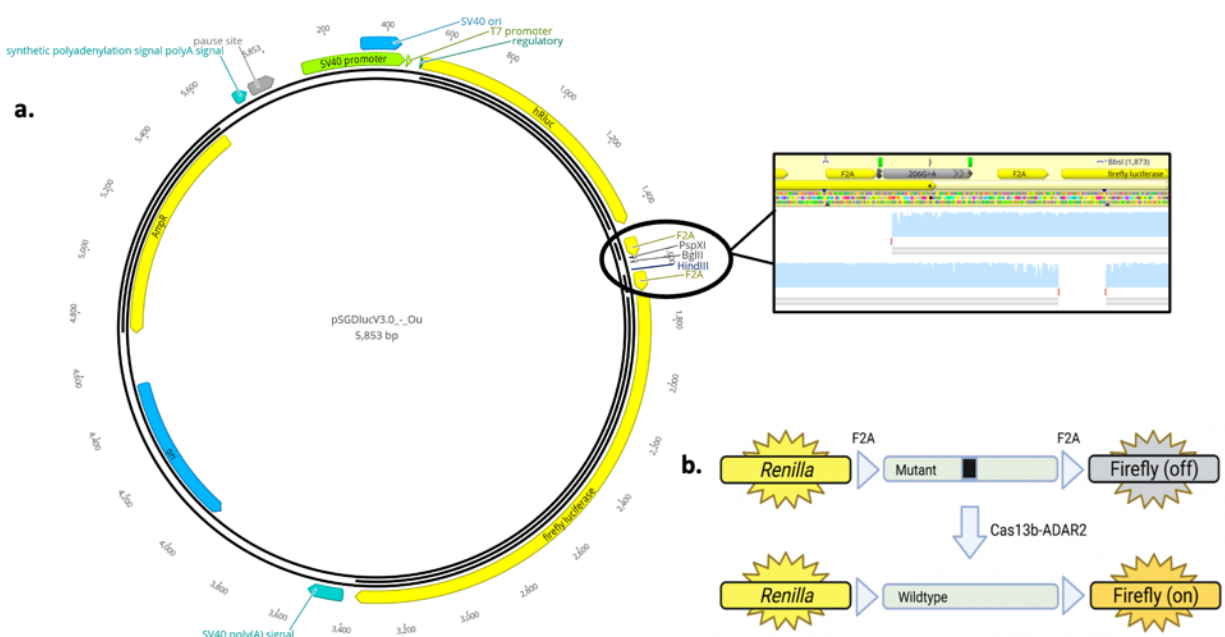 a.
synthetic polyadenylation signal polyA signal
pause site
5,853
200
400
SV40 ori
SV40 promoter
T7 promoter
600
regulatory
800
1,000
hRluc
1,200
1,400
F2A
PspXI
BglII
HindIII
F2A
1,800
2,000
2,200
2,400
firefly luciferase
2,600
2,800
3,000
3,200
3,400
SV40 poly(A) signal
3,600
3,800
4,000
4,200
ori
4,400
4,600
4,800
5,000
AmpR
5,200
5,400
5,600
pSGDlucV3.0_-_Ou
5,853 bp
BbsI (1,873)
F2A
206G>A
F2A
firefly luciferase
b.
F2A
F2A
Renilla
Mutant
Firefly (off)
Cas13b-ADAR2
Renilla
Wildtype
Firefly (on)